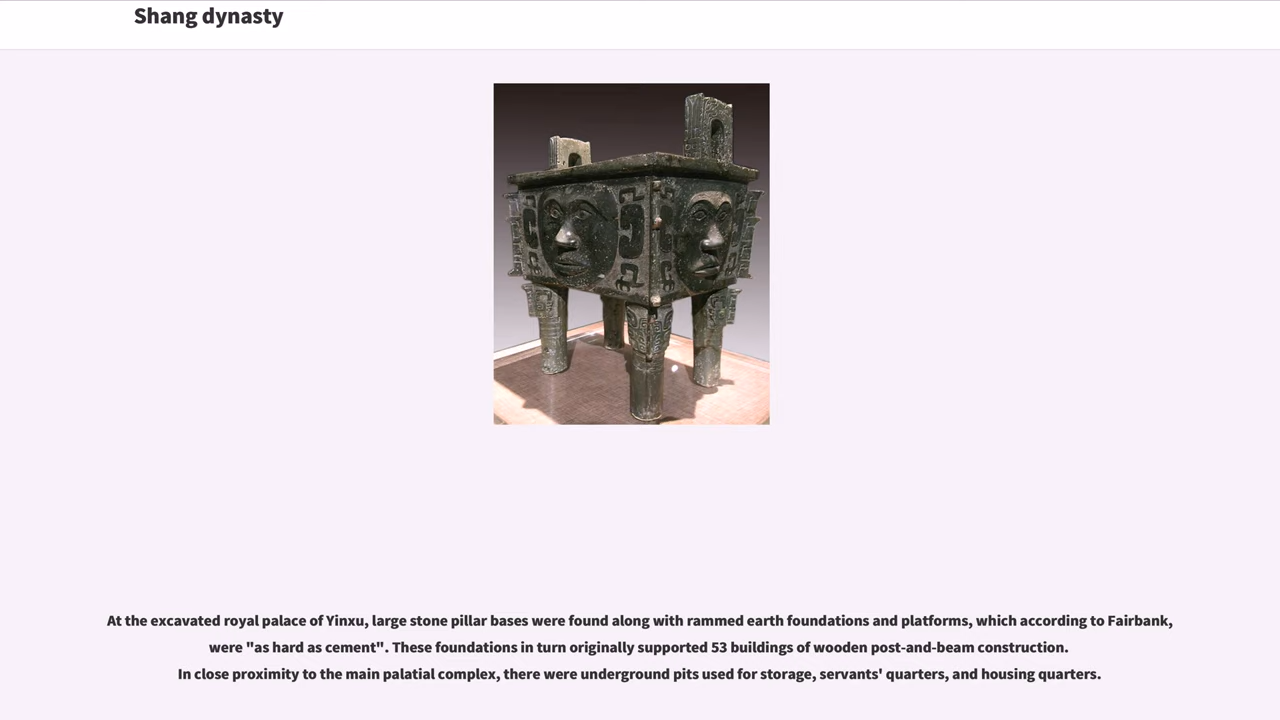 Shang dynasty
At the excavated royal palace of Yinxu, large stone pillar bases were found along with rammed earth foundations and platforms, which according to Fairbank,
were "as hard as cement". These foundations in turn originally supported 53 buildings of wooden post-and-beam construction.
In close proximity to the main palatial complex, there were underground pits used for storage, servants' quarters, and housing quarters.